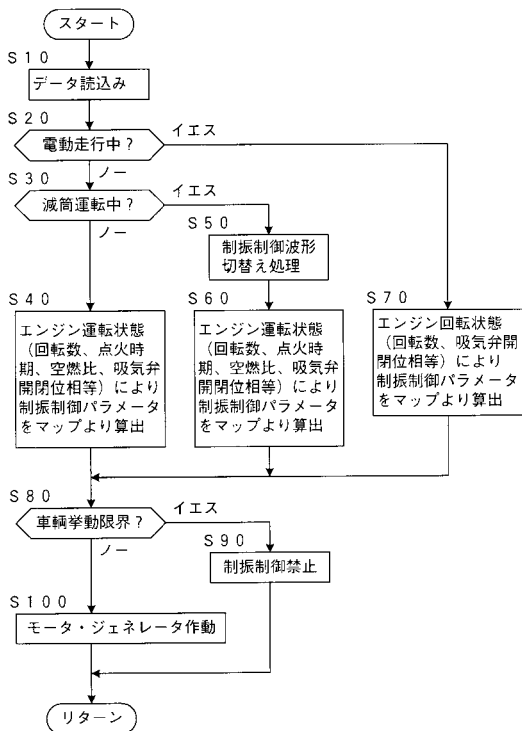 スタート
S10
データ読込み
S20
電動走行中？
イエス
ノー
S30
減筒運転中？
イエス
ノー
S50
制振制御波形
切替え処理
S40
エンジン運転状態
（回転数、点火時
期、空燃比、吸気弁
開閉位相等）により
制振制御パラメータ
をマップより算出
S60
エンジン運転状態
（回転数、点火時
期、空燃比、吸気弁
開閉位相等）により
制振制御パラメータ
をマップより算出
S70
エンジン回転状態
（回転数、吸気弁開
閉位相等）により
制振制御パラメータ
をマップより算出
S80
車輌挙動限界？
イエス
ノー
S90
制振制御禁止
S100
モータ・ジェネレータ作動
リターン